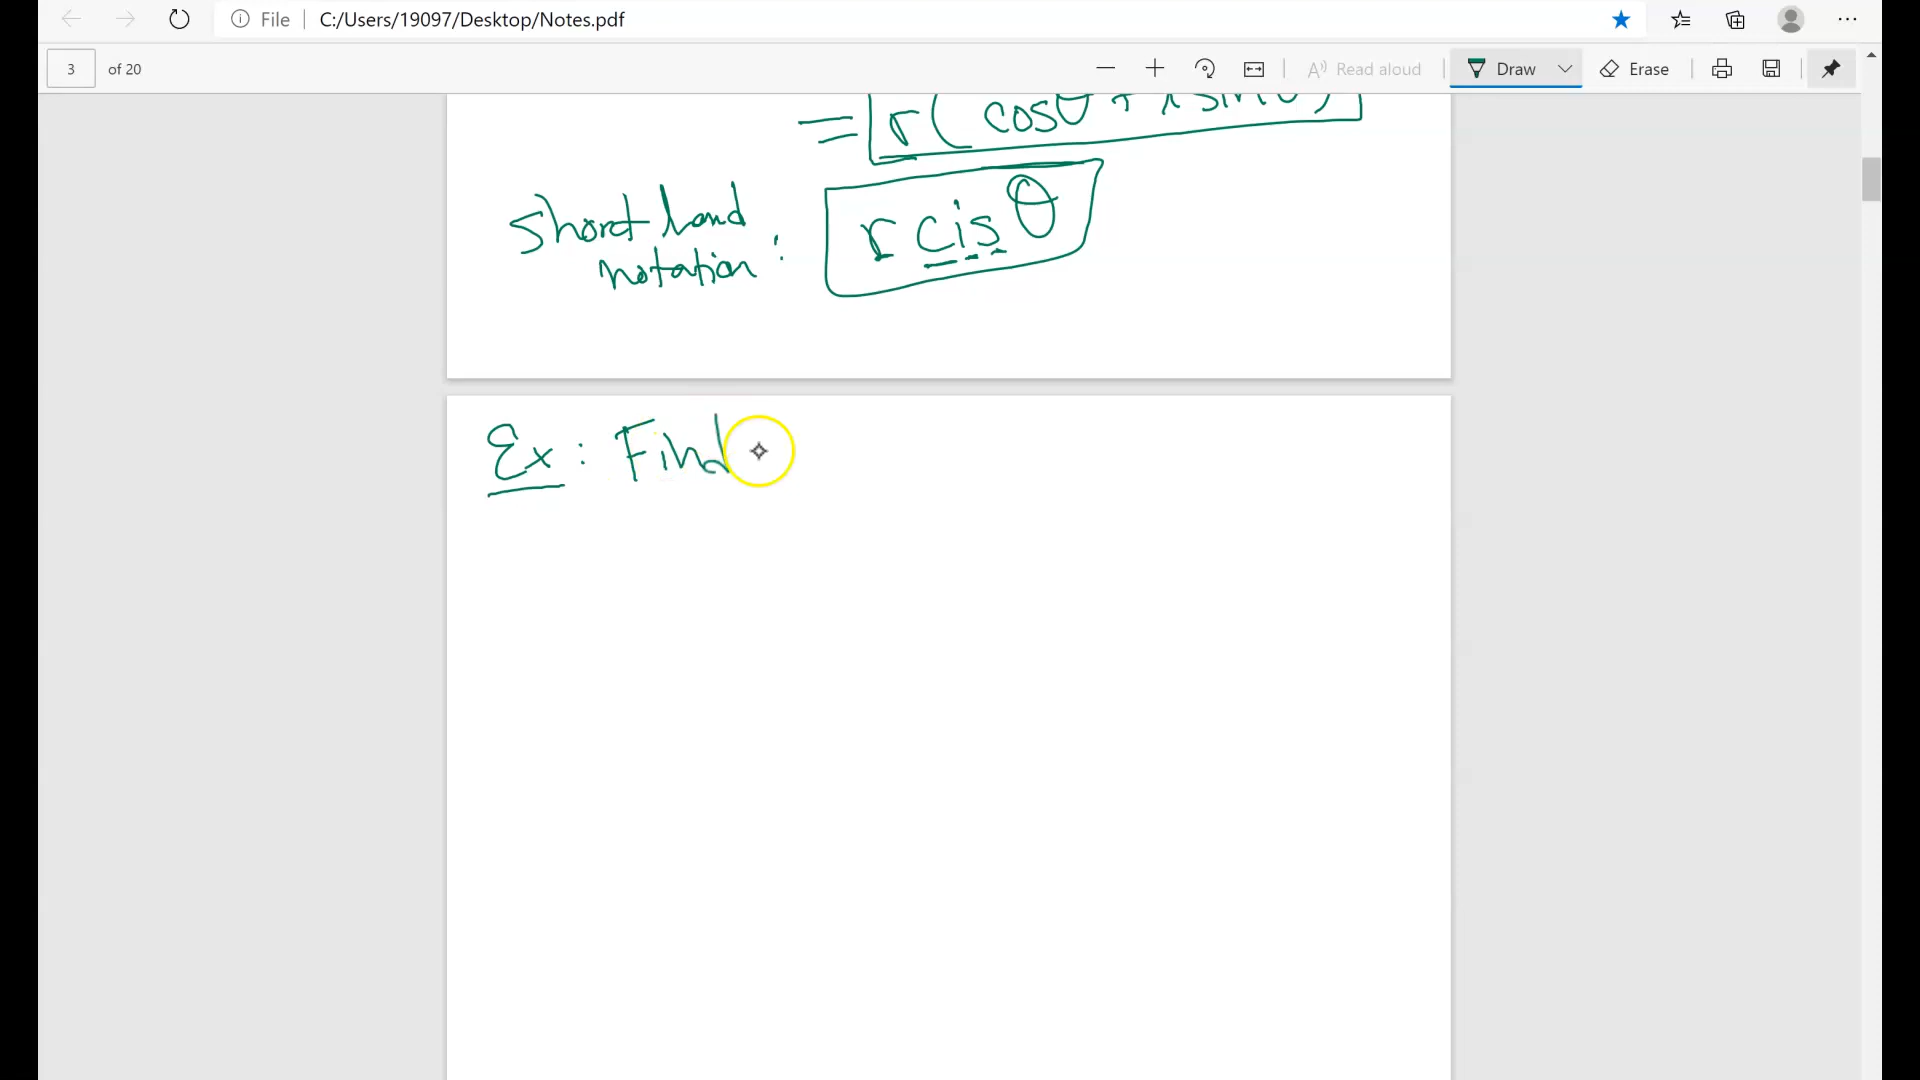 File C:/Users/19097/Desktop/Notes.pdf
3 of 20 Read aloud Draw Erase
= r( cosθ + i sinθ )
short hand
notation : r cis θ
Ex : Find